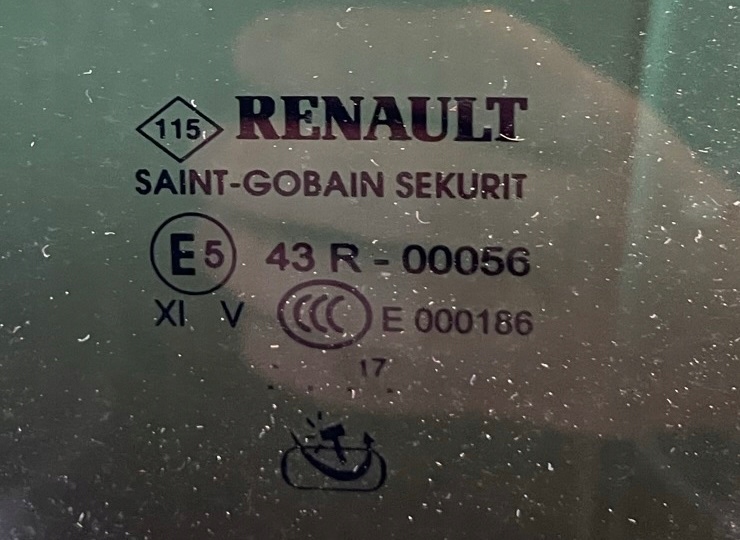 115 RENAULT
SAINT-GOBAIN SEKURIT
E5 43 R - 00056
XI V CCC E 000186
17